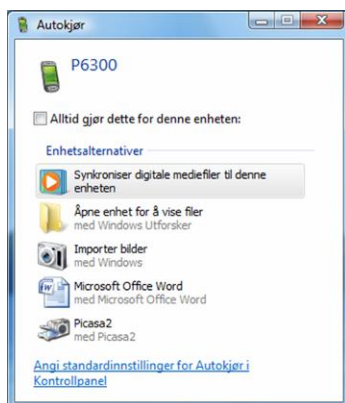 Autokjør
P6300
Alltid gjør dette for denne enheten:
Enhetsalternativer
Synkroniser digitale mediefiler til denne
enheten
Åpne enhet for å vise filer
med Windows Utforsker
Importer bilder
med Windows
Microsoft Office Word
med Microsoft Office Word
Picasa2
med Picasa2
Angi standardinnstillinger for Autokjør i
Kontrollpanel